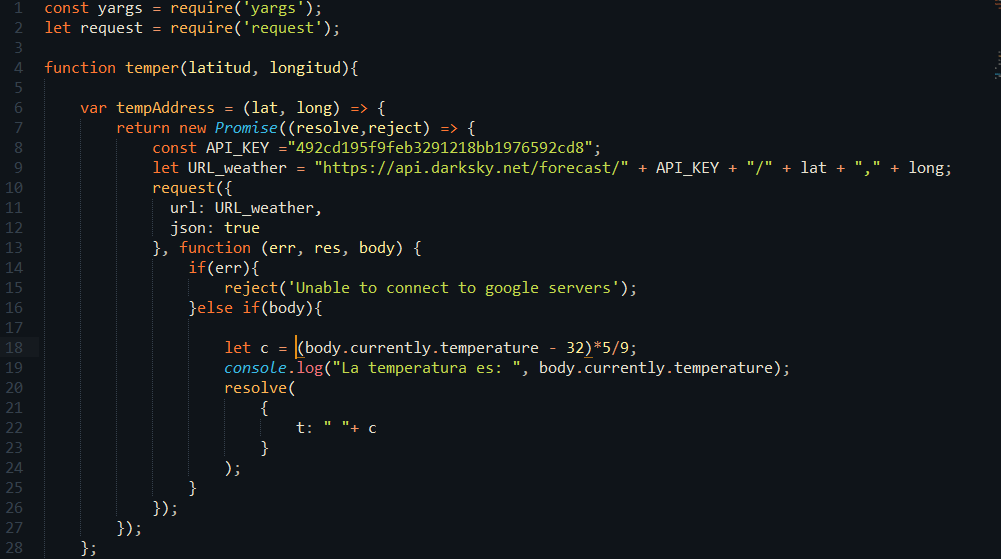 1 const yargs = require('yargs');
2 let request = require('request');
3
4 function temper(latitud, longitud){
5
6 var tempAddress = (lat, long) => {
7 return new Promise((resolve,reject) => {
8 const API_KEY ="492cd195f9feb3291218bb1976592cd8";
9 let URL_weather = "https://api.darksky.net/forecast/" + API_KEY + "/" + lat + "," + long;
10 request({
11 url: URL_weather,
12 json: true
13 }, function (err, res, body) {
14 if(err){
15 reject('Unable to connect to google servers');
16 }else if(body){
17
18 let c = (body.currently.temperature - 32)*5/9;
19 console.log("La temperatura es: ", body.currently.temperature);
20 resolve(
21 {
22 t: " "+ c
23 }
24 );
25 }
26 });
27 });
28 };